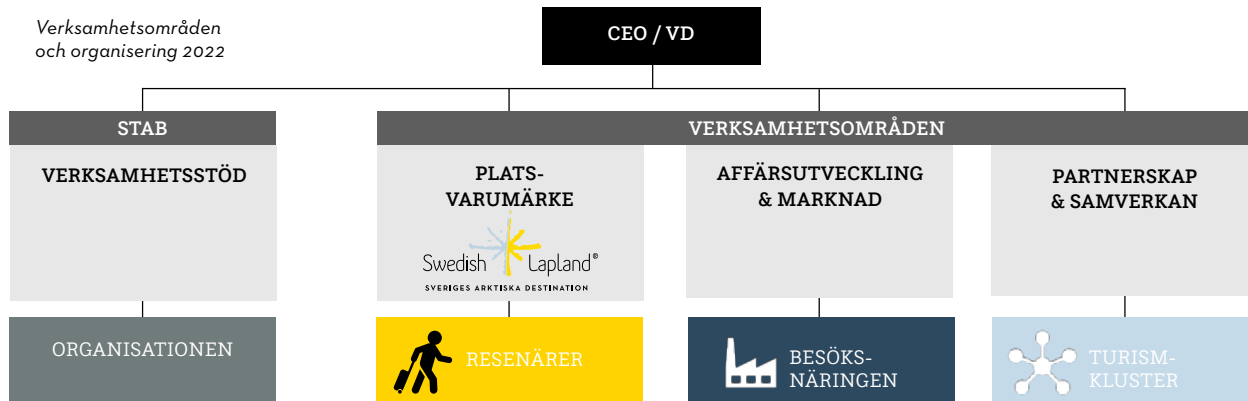 Verksamhetsområden
och organisering 2022
CEO / VD
STAB
VERKSAMHETSOMRÅDEN
VERKSAMHETSSTÖD
PLATS-
VARUMÄRKE
Swedish Lapland®
SVERIGES ARKTISKA DESTINATION
AFFÄRSUTVECKLING
& MARKNAD
PARTNERSKAP
& SAMVERKAN
ORGANISATIONEN
RESENÄRER
BESÖKS-
NÄRINGEN
TURISM-
KLUSTER